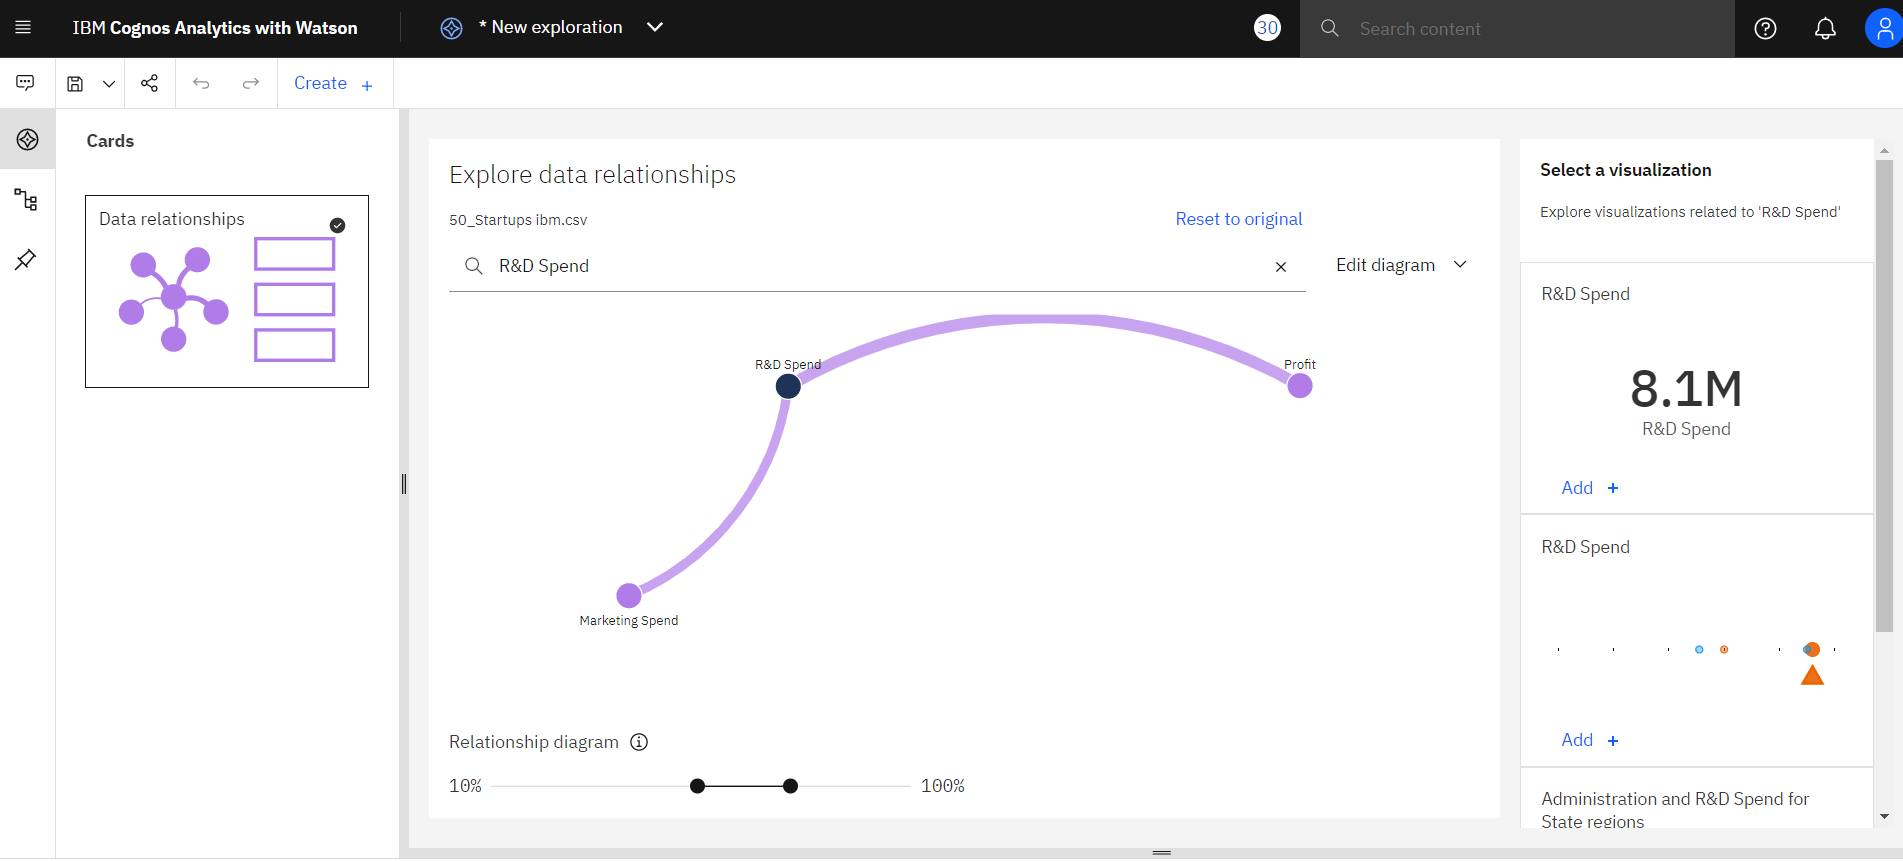 IBM Cognos Analytics with Watson
* New exploration
30
Search content
Create +
Cards
Data relationships
Explore data relationships
50_Startups ibm.csv
Reset to original
R&D Spend
Edit diagram
R&D Spend
Profit
Marketing Spend
Relationship diagram
10%
100%
Select a visualization
Explore visualizations related to 'R&D Spend'
R&D Spend
8.1M
R&D Spend
Add +
R&D Spend
Add +
Administration and R&D Spend for
State regions